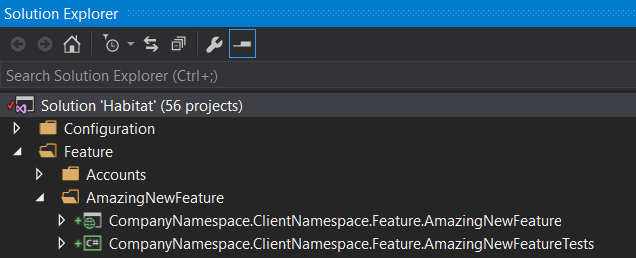 Solution Explorer
Search Solution Explorer (Ctrl+;)
Solution 'Habitat' (56 projects)
Configuration
Feature
Accounts
AmazingNewFeature
CompanyNamespace.ClientNamespace.Feature.AmazingNewFeature
C# CompanyNamespace.ClientNamespace.Feature.AmazingNewFeatureTests